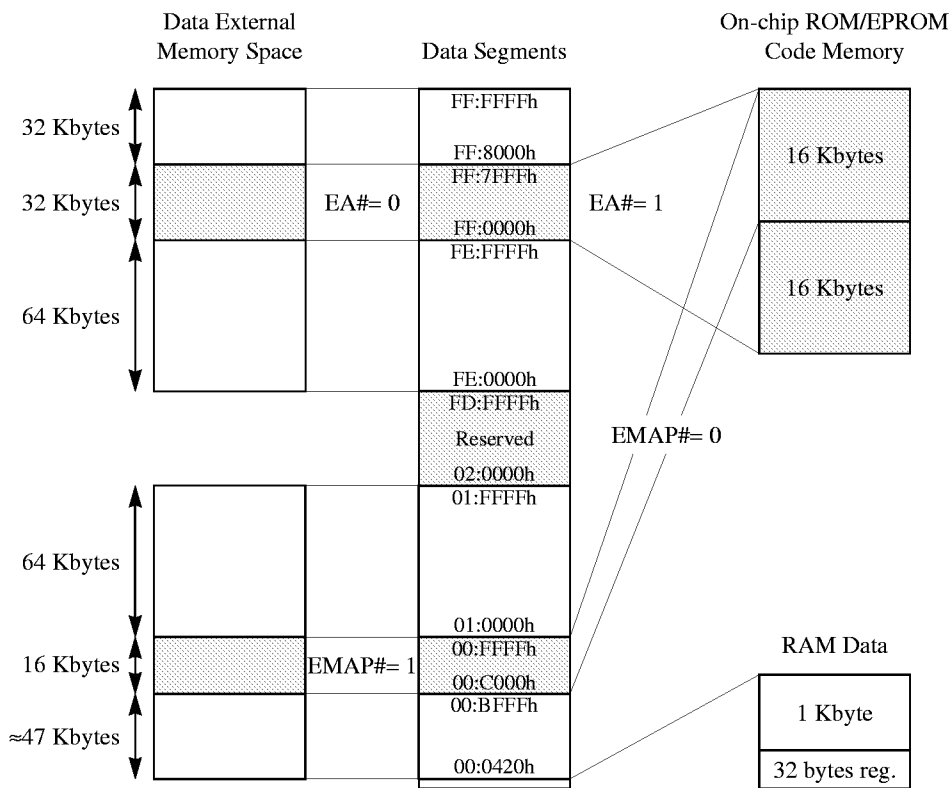 Data External
Memory Space
Data Segments
On-chip ROM/EPROM
Code Memory
32 Kbytes
FF:FFFFh
FF:8000h
16 Kbytes
32 Kbytes
EA#= 0
FF:7FFFh
FF:0000h
EA#= 1
16 Kbytes
64 Kbytes
FE:FFFFh
FE:0000h
FD:FFFFh
Reserved
02:0000h
EMAP#= 0
64 Kbytes
01:FFFFh
01:0000h
16 Kbytes
EMAP#= 1
00:FFFFh
00:C000h
RAM Data
≈47 Kbytes
00:BFFFh
00:0420h
1 Kbyte
32 bytes reg.